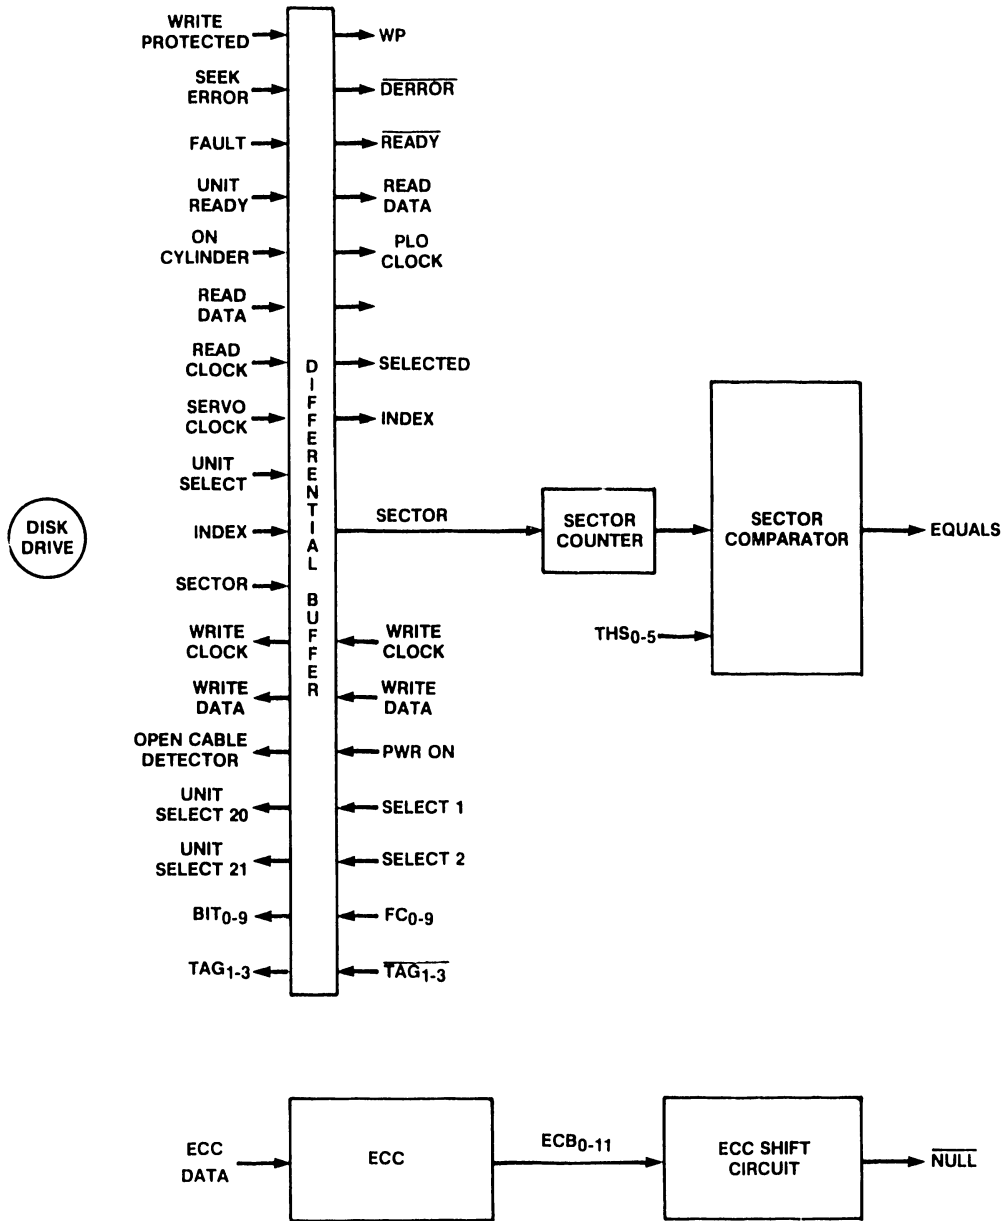 WRITE
PROTECTED
WP
SEEK
ERROR
DERROR
FAULT
READY
UNIT
READY
READ
DATA
ON
CYLINDER
PLO
CLOCK
READ
DATA
READ
CLOCK
SELECTED
SERVO
CLOCK
INDEX
UNIT
SELECT
DISK
DRIVE
INDEX
SECTOR
DIFFERENTIAL BUFFER
SECTOR
SECTOR
COUNTER
SECTOR
COMPARATOR
EQUALS
THS0-5
WRITE
CLOCK
WRITE
CLOCK
WRITE
DATA
WRITE
DATA
OPEN CABLE
DETECTOR
PWR ON
UNIT
SELECT 20
SELECT 1
UNIT
SELECT 21
SELECT 2
BIT0-9
FC0-9
TAG1-3
TAG1-3
ECC
DATA
ECC
ECB0-11
ECC SHIFT
CIRCUIT
NULL